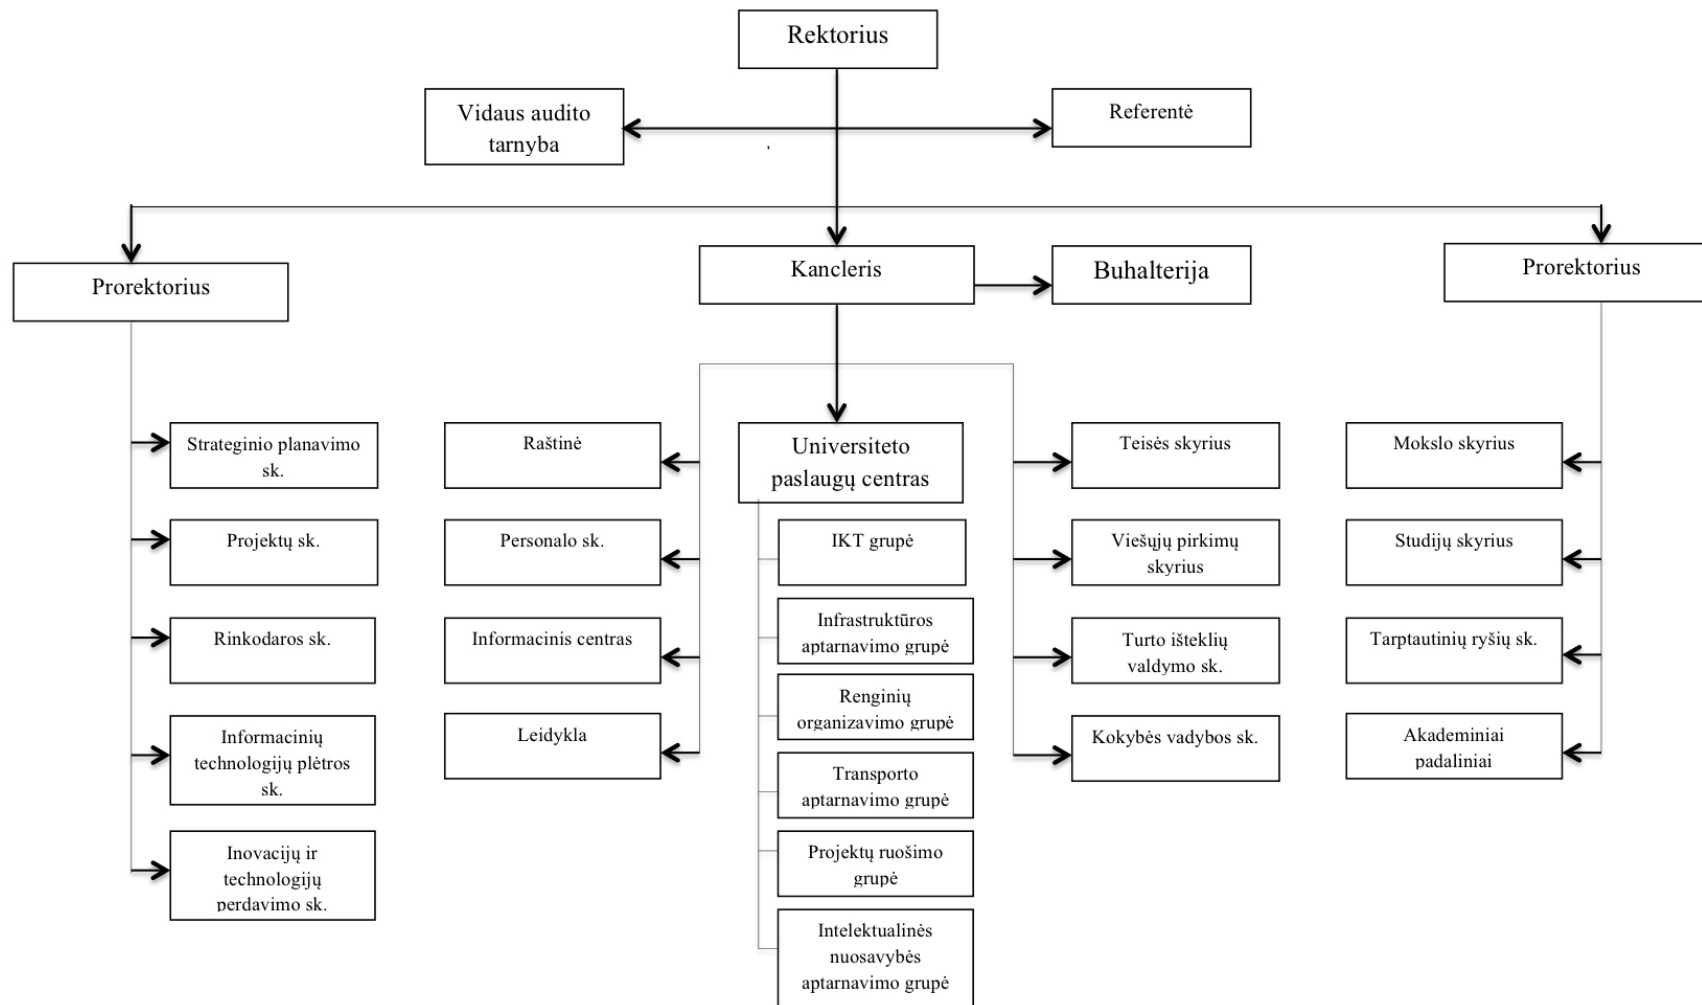 Rektorius
Vidaus audito
tarnyba
Referentė
Prorektorius
Kancleris
Buhalterija
Prorektorius
Strateginio planavimo
sk.
Projektų sk.
Rinkodaros sk.
Informacinių
technologijų plėtros
sk.
Inovacijų ir
technologijų
perdavimo sk.
Raštinė
Personalo sk.
Informacinis centras
Leidykla
Universiteto
paslaugų centras
IKT grupė
Infrastruktūros
aptarnavimo grupė
Renginių
organizavimo grupė
Transporto
aptarnavimo grupė
Projektų ruošimo
grupė
Intelektualinės
nuosavybės
aptarnavimo grupė
Teisės skyrius
Viešųjų pirkimų
skyrius
Turto išteklių
valdymo sk.
Kokybės vadybos sk.
Mokslo skyrius
Studijų skyrius
Tarptautinių ryšių sk.
Akademiniai
padaliniai